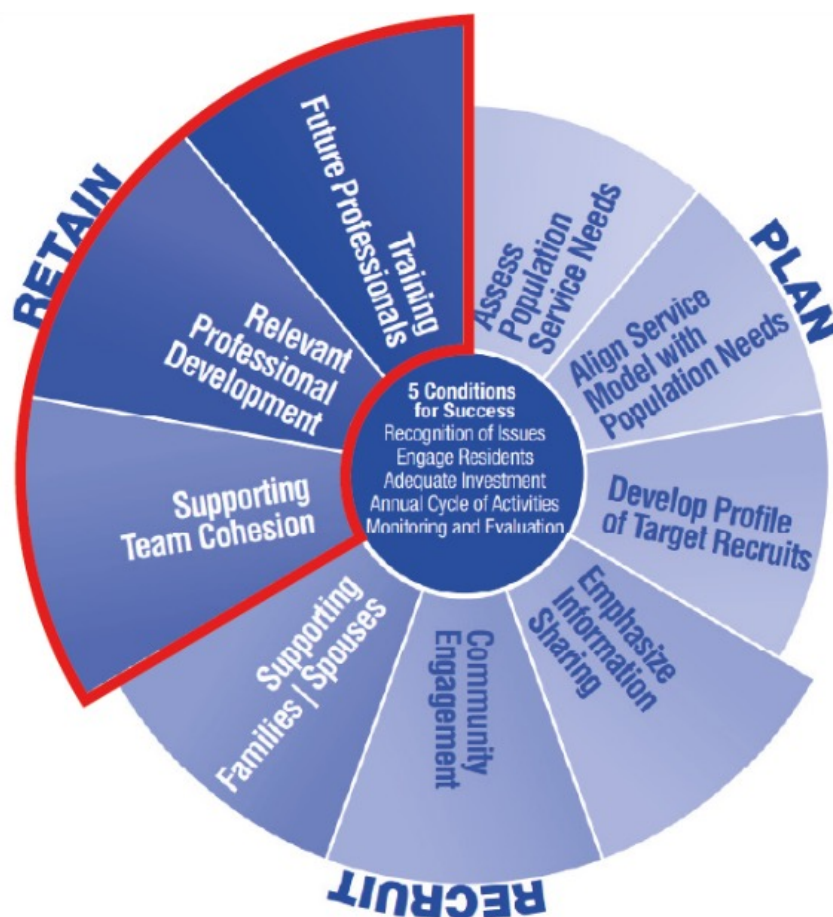 PLAN
Assess
Population
Service Needs
Align Service
Model with
Population Needs
Develop Profile
of Target Recruits
RECRUIT
Emphasize
Information
Sharing
Community
Engagement
Supporting
Families | Spouses
RETAIN
Supporting
Team Cohesion
Relevant
Professional
Development
Training
Future Professionals
5 Conditions
for Success
Recognition of Issues
Engage Residents
Adequate Investment
Annual Cycle of Activities
Monitoring and Evaluation